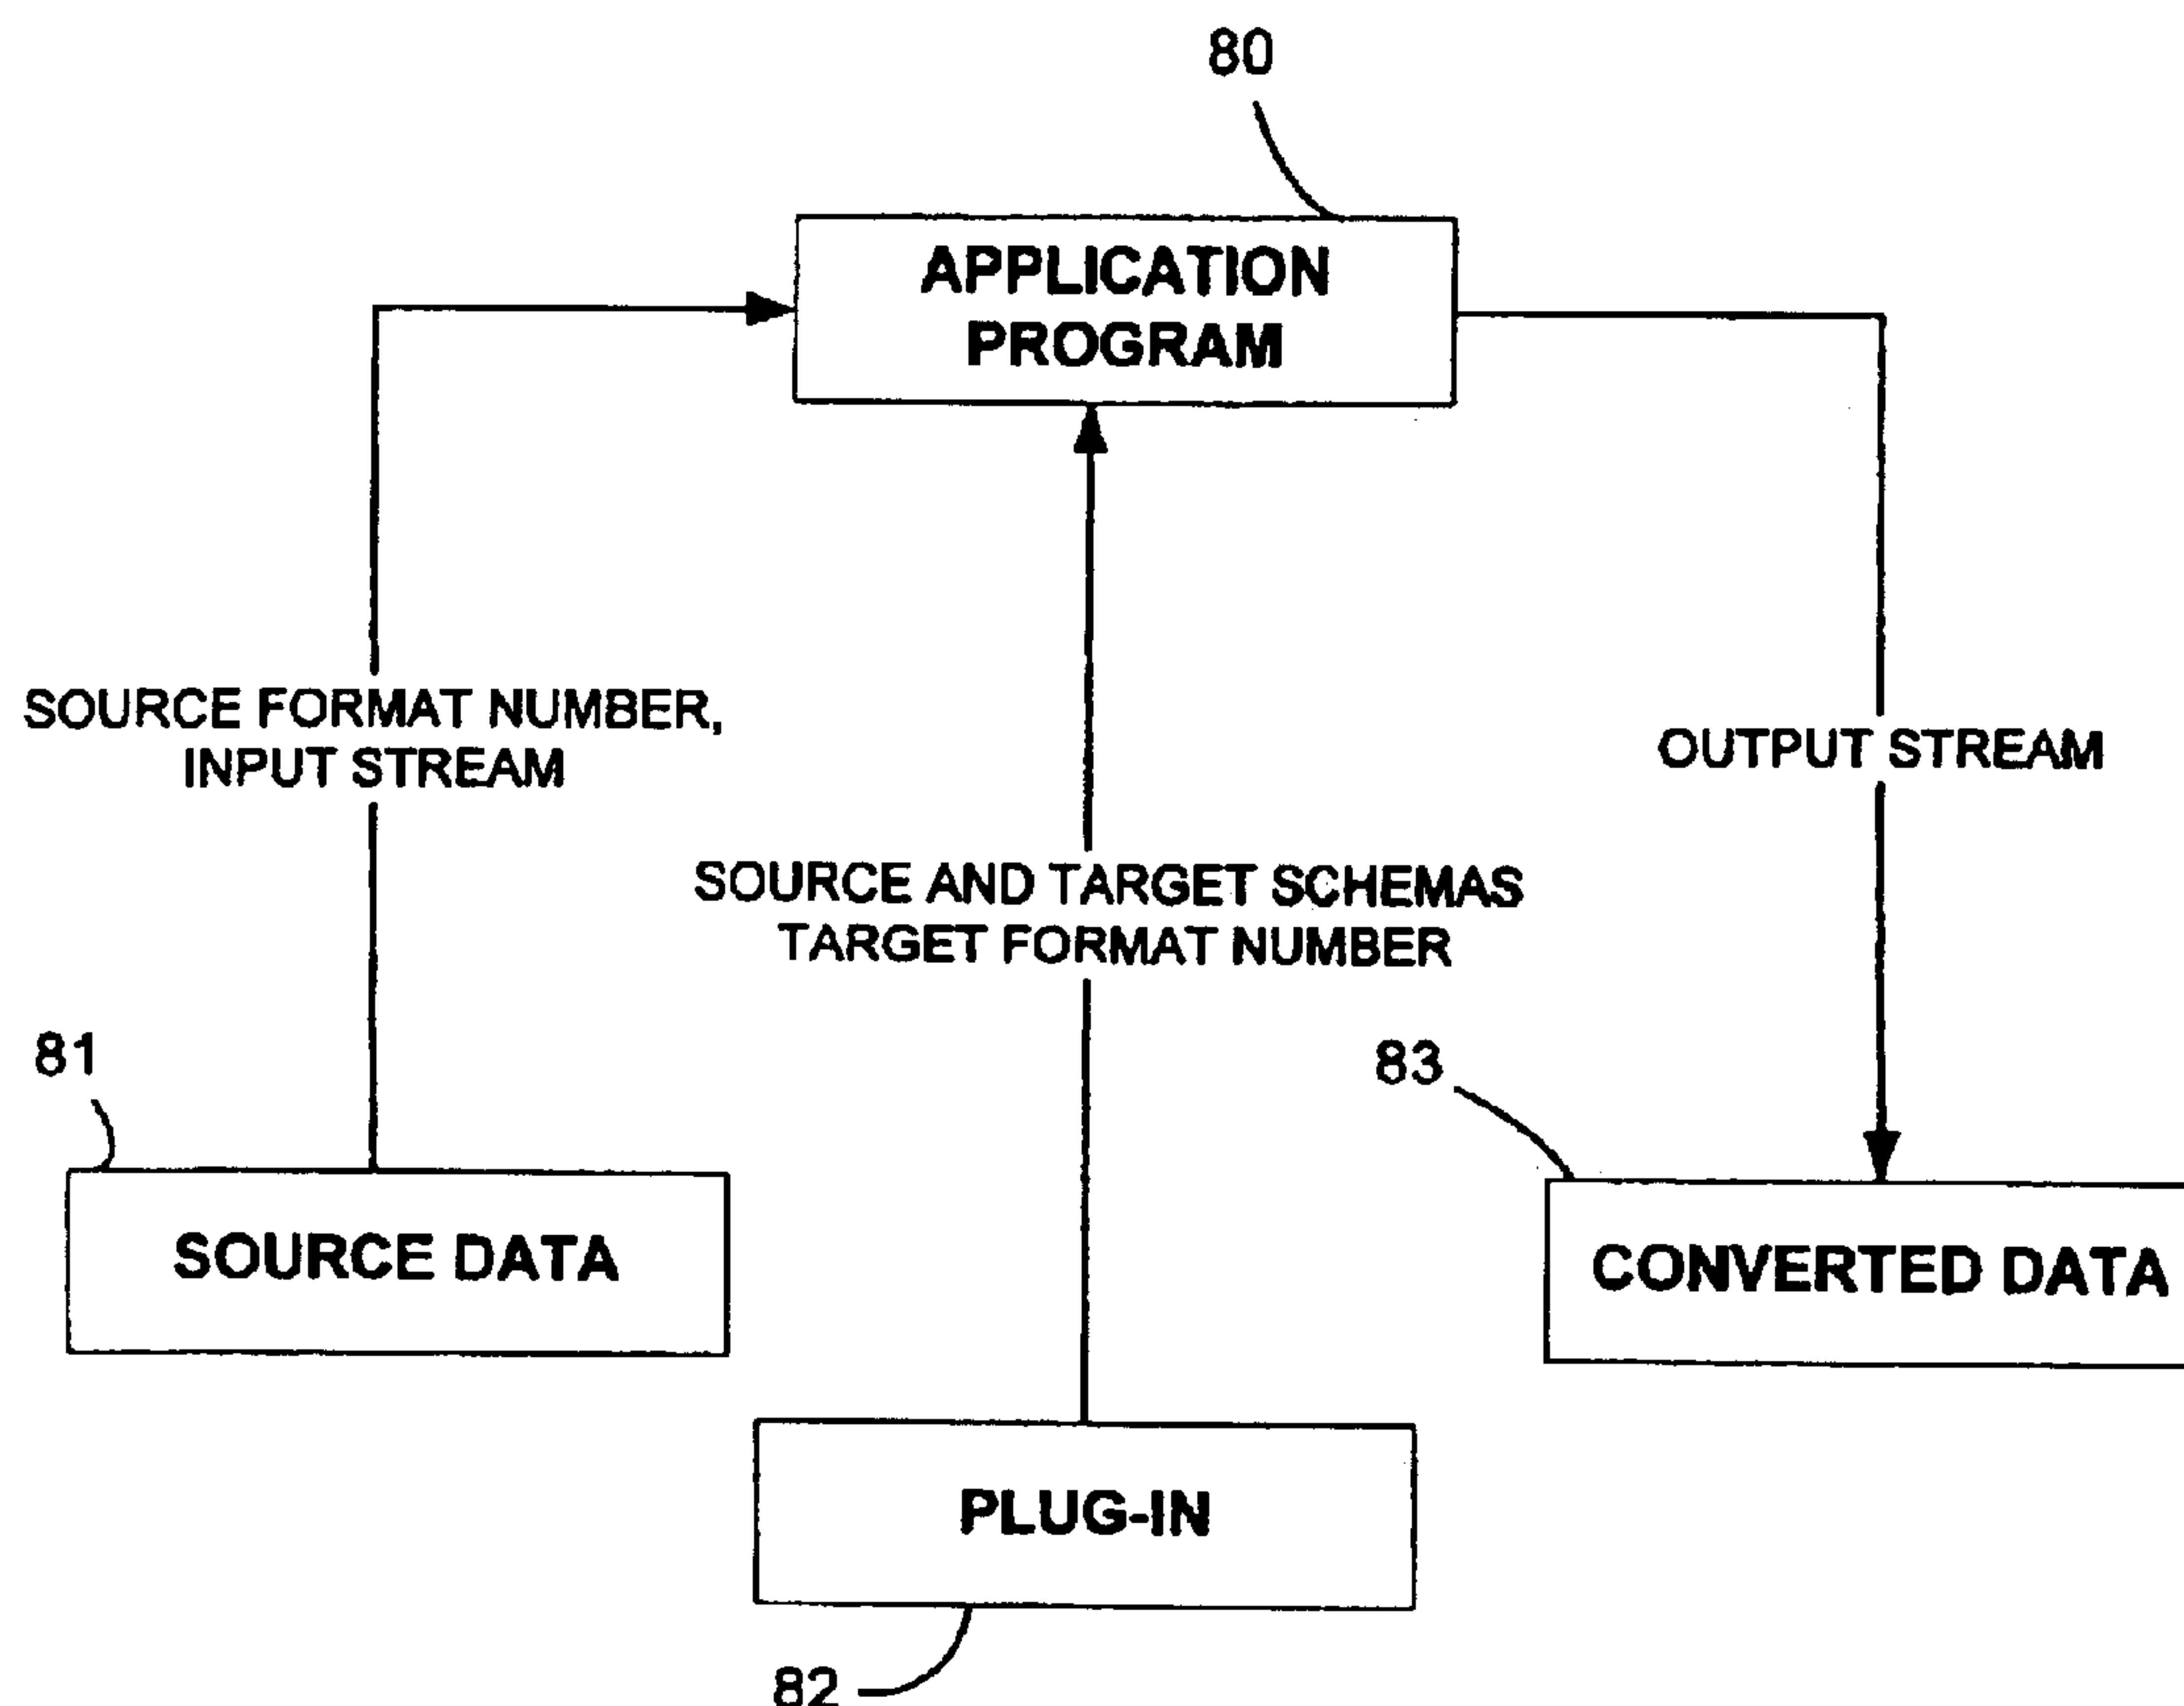 80
APPLICATION
PROGRAM
SOURCE FORMAT NUMBER,
INPUT STREAM
OUTPUT STREAM
SOURCE AND TARGET SCHEMAS
TARGET FORMAT NUMBER
81
83
SOURCE DATA
CONVERTED DATA
PLUG-IN
82